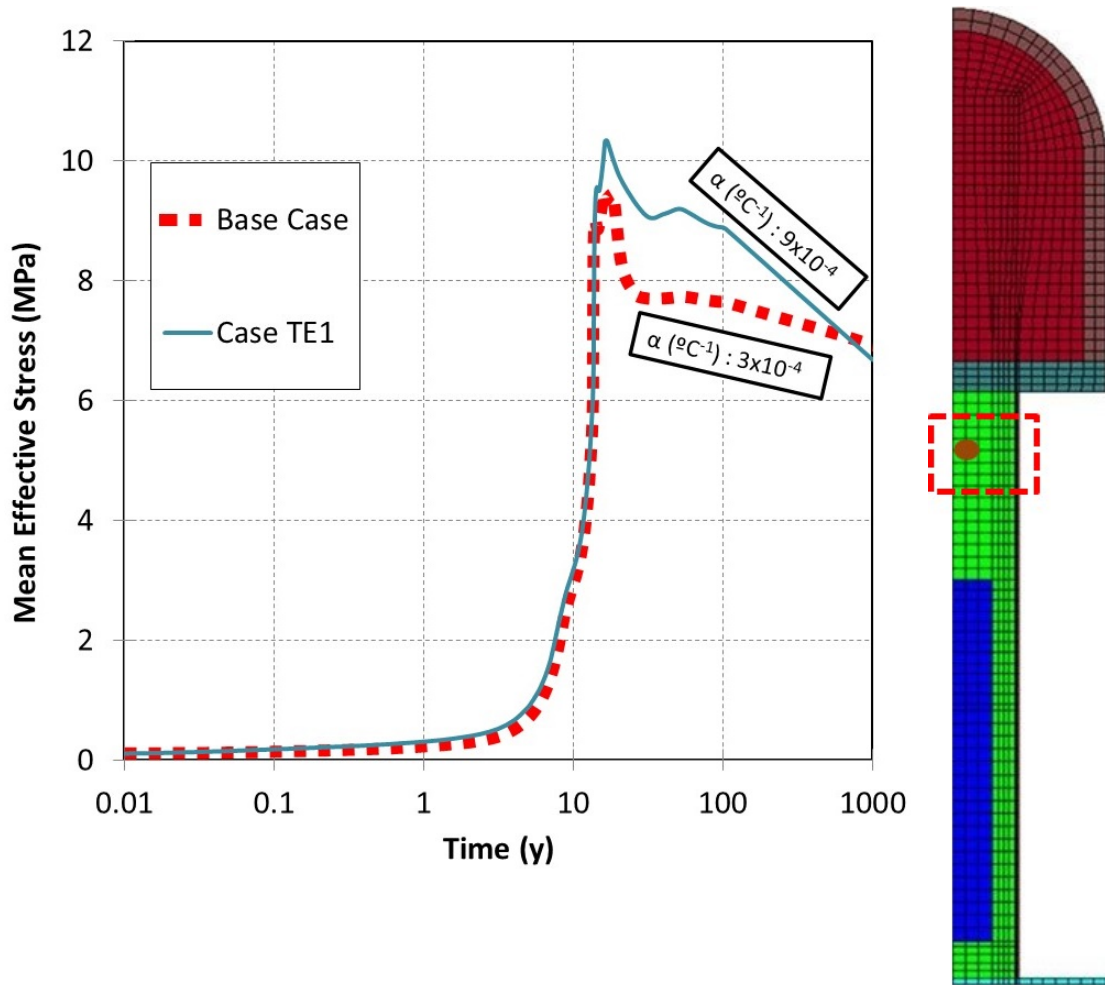 12
10
8
6
4
2
0
Mean Effective Stress (MPa)
Base Case
Case TE1
α (ºC⁻¹) : 9x10⁻⁴
α (ºC⁻¹) : 3x10⁻⁴
0.01 0.1 1 10 100 1000
Time (y)